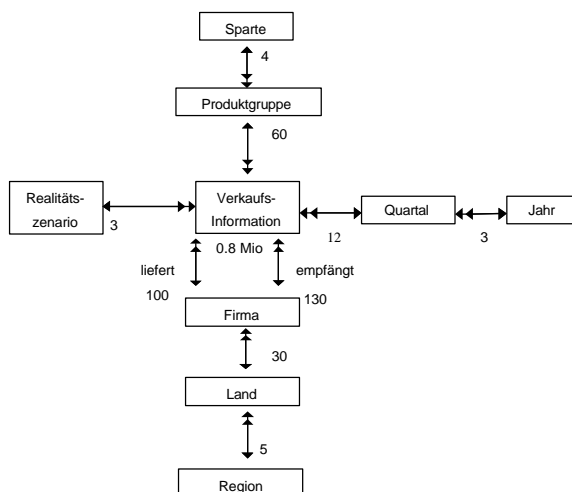 Sparte
4
Produktgruppe
60
Realitäts-
szenario
3
Verkaufs-
Information
0.8 Mio
12
Quartal
3
Jahr
liefert
100
empfängt
130
Firma
30
Land
5
Region